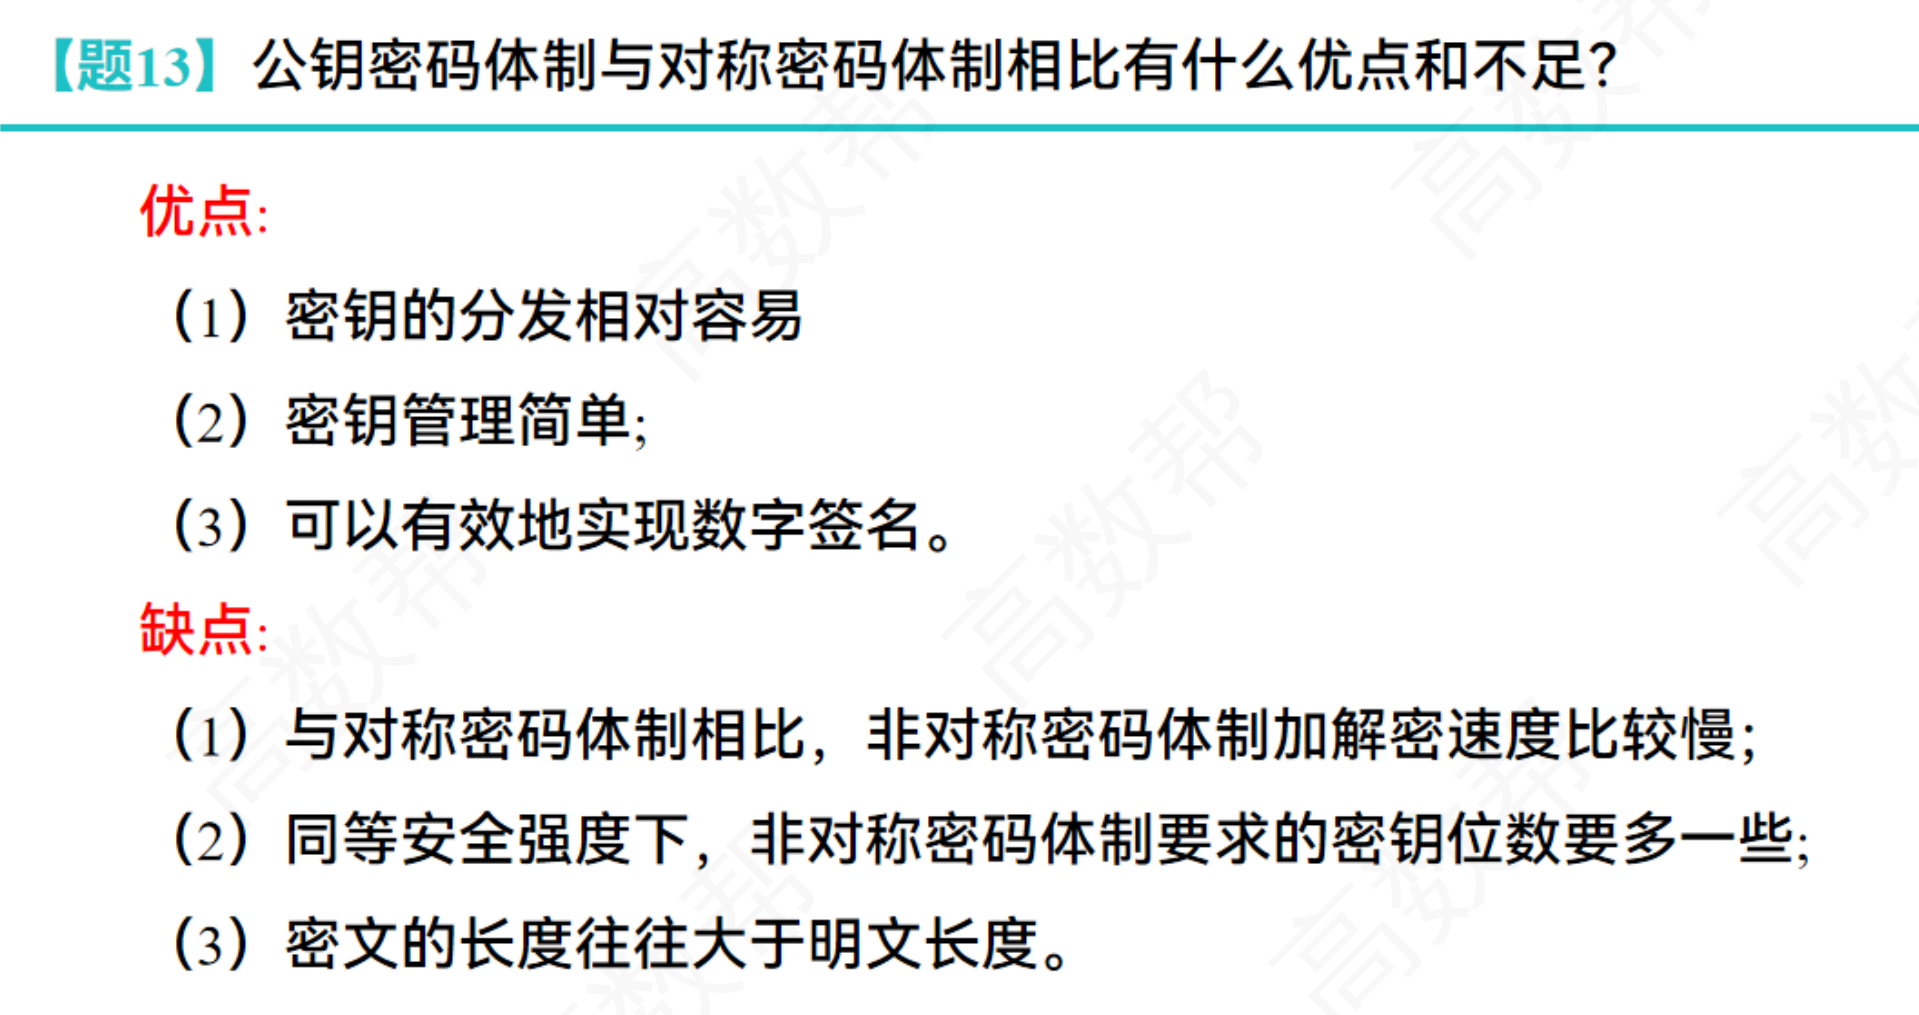 【题13】公钥密码体制与对称密码体制相比有什么优点和不足?
优点:
（1）密钥的分发相对容易
（2）密钥管理简单;
（3）可以有效地实现数字签名。
缺点:
（1）与对称密码体制相比，非对称密码体制加解密速度比较慢;
（2）同等安全强度下，非对称密码体制要求的密钥位数要多一些;
（3）密文的长度往往大于明文长度。
高数帮
高数帮
高数帮
高数帮
高数帮
高数帮
高数帮